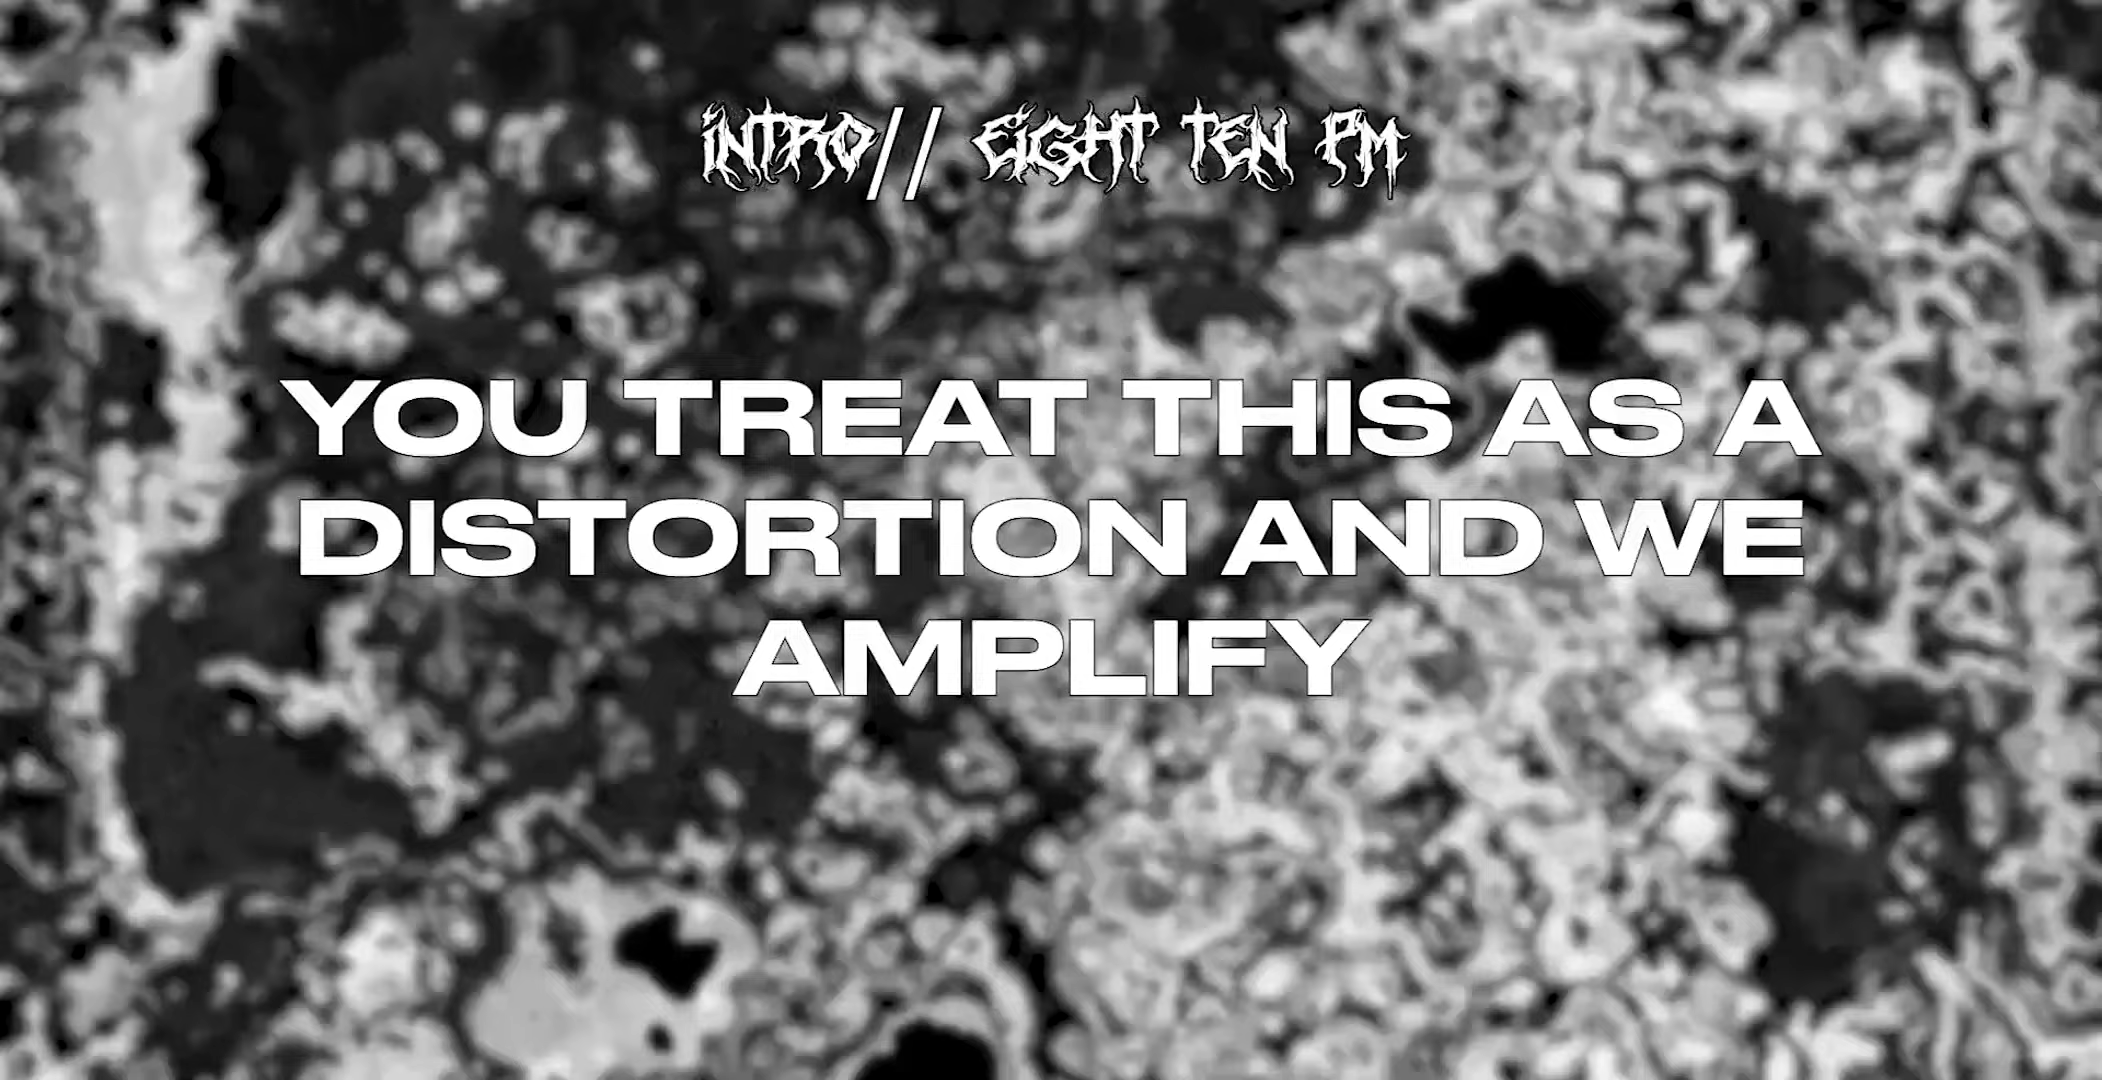 INTRO// EIGHT TEN PM
YOU TREAT THIS AS A
DISTORTION AND WE
AMPLIFY